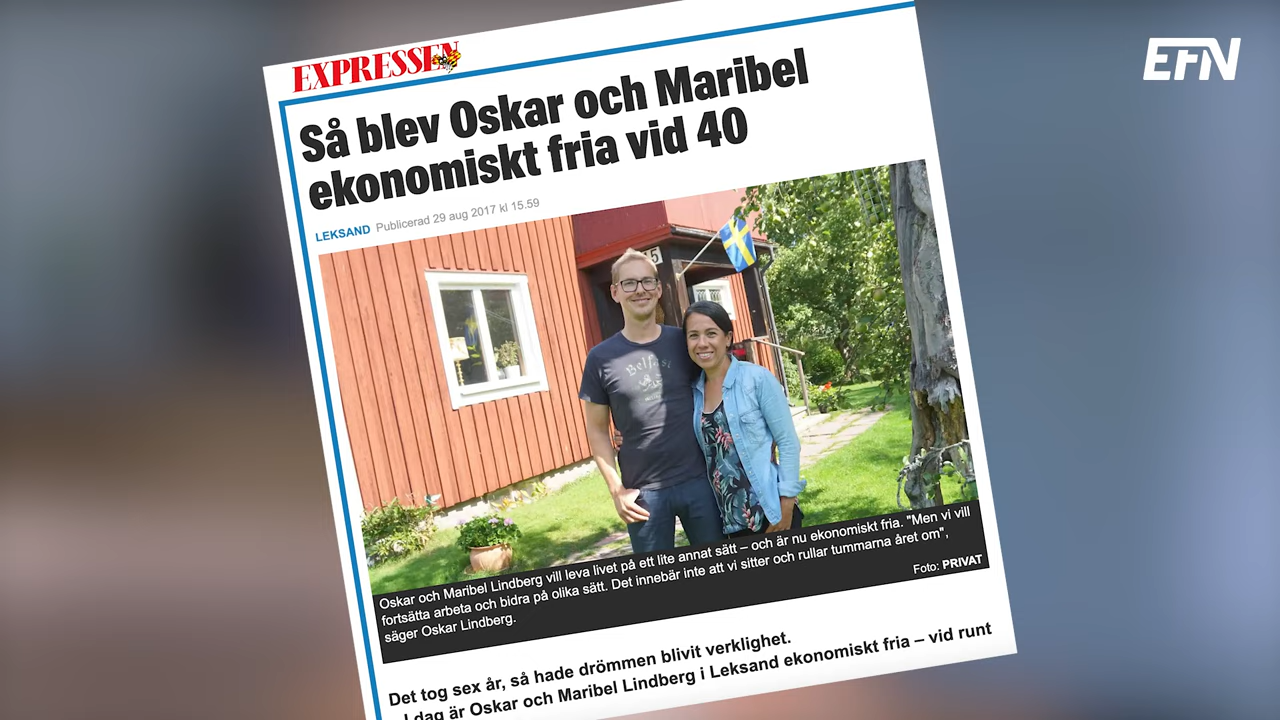 EFN
EXPRESSEN
Så blev Oskar och Maribel
ekonomiskt fria vid 40
LEKSAND Publicerad 29 aug 2017 kl 15.59
15
Belfast
Oskar och Maribel Lindberg vill leva livet på ett lite annat sätt – och är nu ekonomiskt fria. "Men vi vill
fortsätta arbeta och bidra på olika sätt. Det innebär inte att vi sitter och rullar tummarna året om",
säger Oskar Lindberg.
Foto: PRIVAT
Det tog sex år, så hade drömmen blivit verklighet.
I dag är Oskar och Maribel Lindberg i Leksand ekonomiskt fria – vid runt